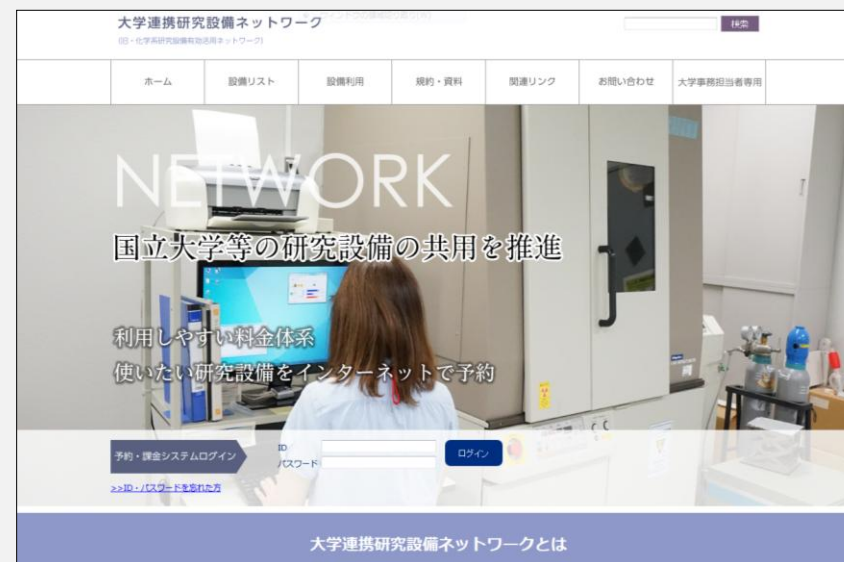 大学連携研究設備ネットワーク
(旧・化学系研究設備有効活用ネットワーク)
検索
ホーム
設備リスト
設備利用
規約・資料
関連リンク
お問い合わせ
大学事務担当者専用
NETWORK
国立大学等の研究設備の共用を推進
利用しやすい料金体系
使いたい研究設備をインターネットで予約
予約・課金システムログイン
ID
パスワード
ログイン
>>ID・パスワードを忘れた方
大学連携研究設備ネットワークとは